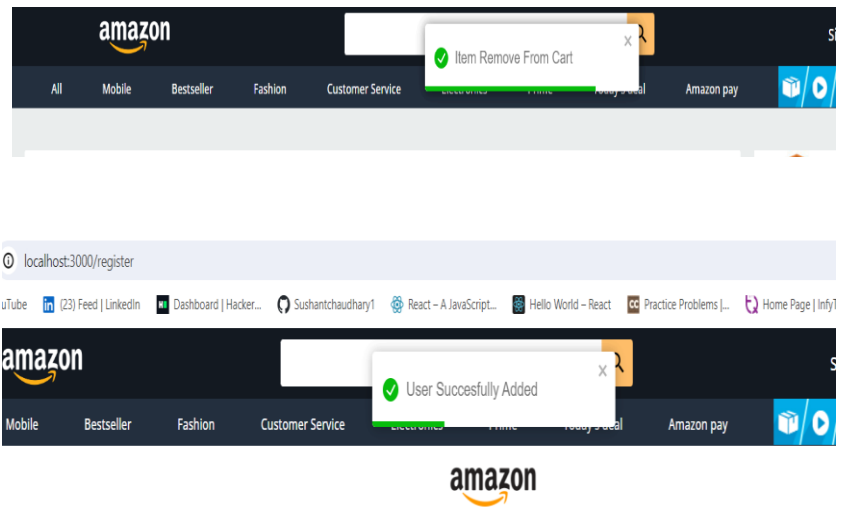 amazon
Item Remove From Cart X
All Mobile Bestseller Fashion Customer Service Amazon pay
localhost:3000/register
uTube (23) Feed | LinkedIn Dashboard | Hacker... Sushantchaudhary1 React – A JavaScript... Hello World – React Practice Problems |... Home Page | InfyT
amazon
User Succesfully Added X
Mobile Bestseller Fashion Customer Service Amazon pay
amazon